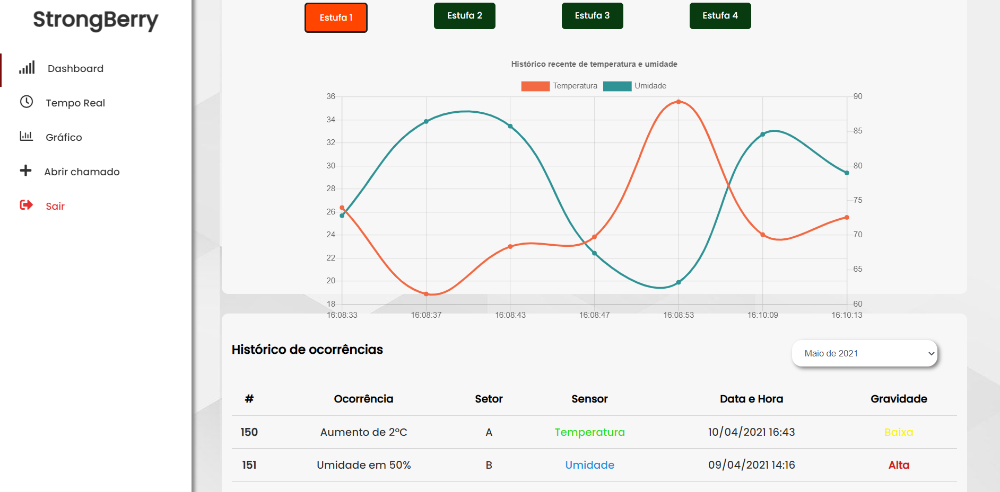 StrongBerry
Dashboard
Tempo Real
Gráfico
Abrir chamado
Sair
Estufa 1 Estufa 2 Estufa 3 Estufa 4
Histórico recente de temperatura e umidade
Temperatura Umidade
36 90
34
85
32
30 80
28
75
26
24 70
22
65
20
18 60
16:08:33 16:08:37 16:08:43 16:08:47 16:08:53 16:10:09 16:10:13
Histórico de ocorrências
Maio de 2021
# Ocorrência Setor Sensor Data e Hora Gravidade
150 Aumento de 2°C A Temperatura 10/04/2021 16:43 Baixa
151 Umidade em 50% B Umidade 09/04/2021 14:16 Alta